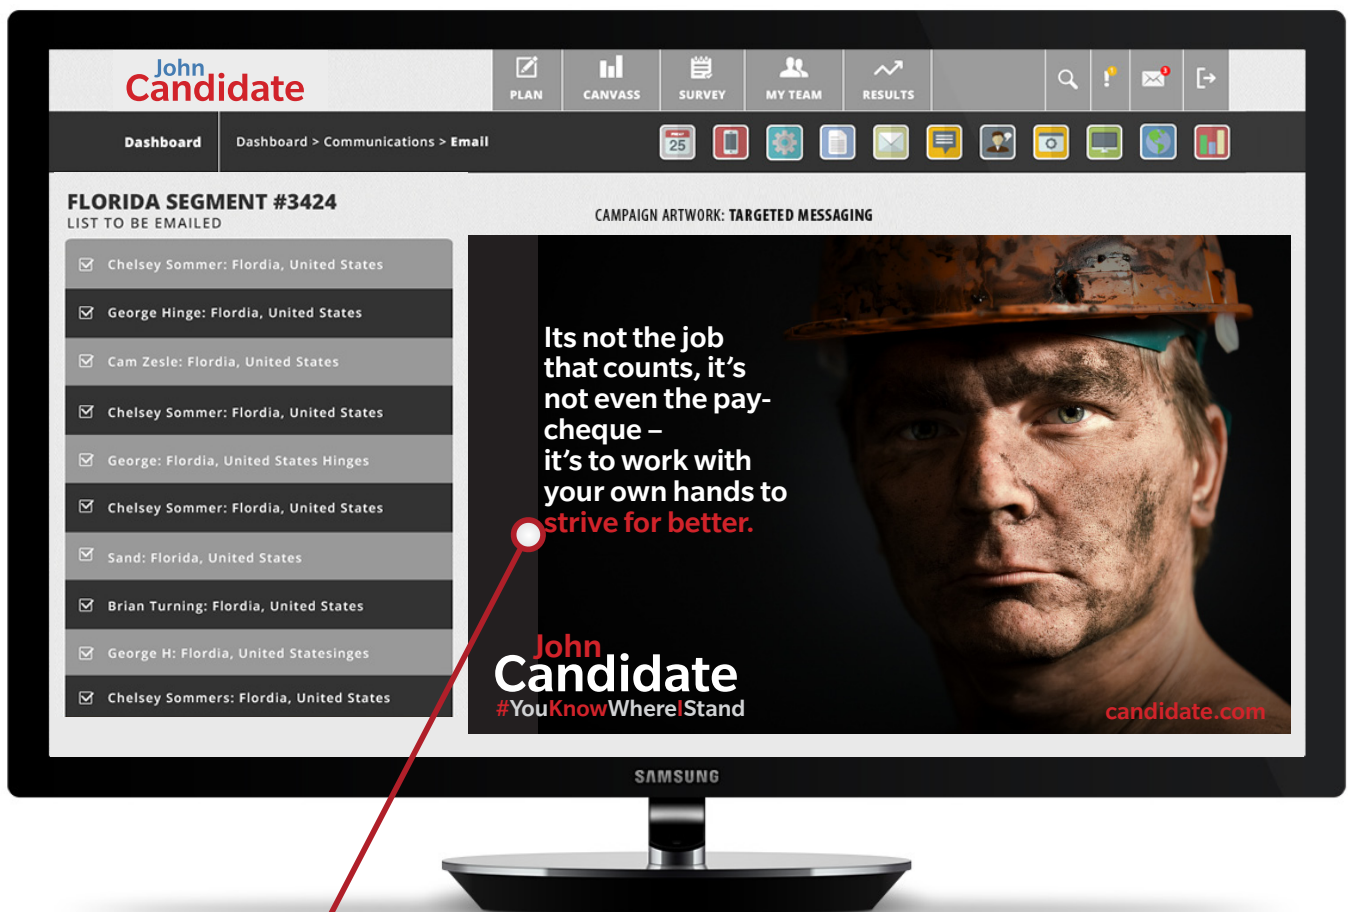 John
Candidate
PLAN
CANVASS
SURVEY
MY TEAM
RESULTS
Dashboard
Dashboard > Communications > Email
25
FLORIDA SEGMENT #3424
LIST TO BE EMAILED
CAMPAIGN ARTWORK: TARGETED MESSAGING
Chelsey Sommer: Flordia, United States
George Hinge: Flordia, United States
Cam Zesle: Flordia, United States
Chelsey Sommer: Flordia, United States
George: Flordia, United States Hinges
Chelsey Sommer: Flordia, United States
Sand: Florida, United States
Brian Turning: Flordia, United States
George H: Flordia, United Statesinges
Chelsey Sommers: Flordia, United States
Its not the job
that counts, it’s
not even the pay-
cheque –
it’s to work with
your own hands to
strive for better.
John
Candidate
#YouKnowWhereIStand
candidate.com
SAMSUNG